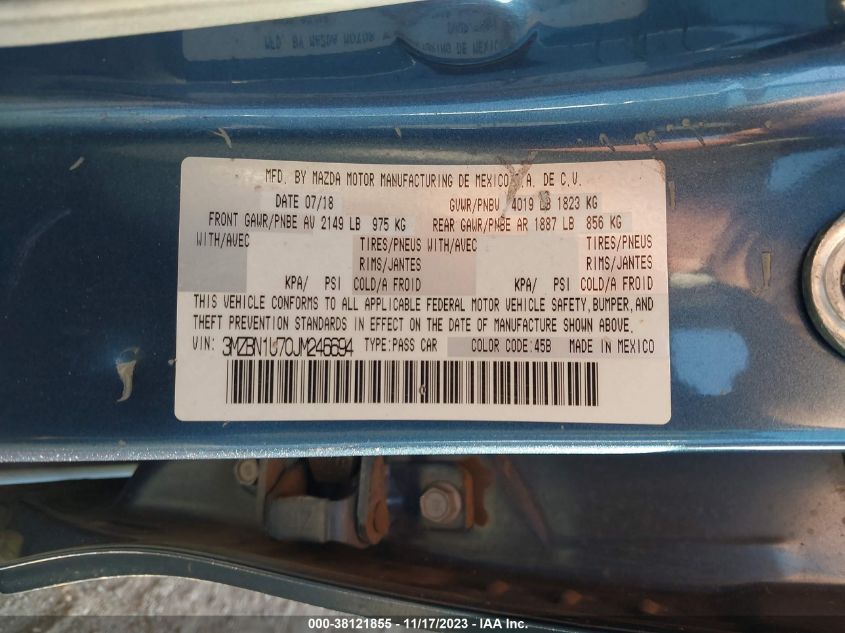 MFD. BY MAZDA MOTOR MANUFACTURING DE MEXICO S.A. DE C.V.
DATE 07/18 GVWR/PNBV 4019 LB 1823 KG
FRONT GAWR/PNBE AV 2149 LB 975 KG REAR GAWR/PNBE AR 1887 LB 856 KG
WITH/AVEC TIRES/PNEUS WITH/AVEC TIRES/PNEUS
RIMS/JANTES RIMS/JANTES
KPA/ PSI COLD/A FROID KPA/ PSI COLD/A FROID
THIS VEHICLE CONFORMS TO ALL APPLICABLE FEDERAL MOTOR VEHICLE SAFETY, BUMPER, AND
THEFT PREVENTION STANDARDS IN EFFECT ON THE DATE OF MANUFACTURE SHOWN ABOVE.
VIN: 3MZBN1U70JM246694 TYPE:PASS CAR COLOR CODE:45B MADE IN MEXICO
000-38121855 - 11/17/2023 - IAA Inc.